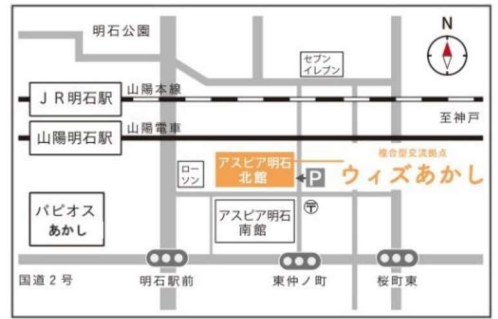 明石公園
N
セブン
イレブン
JR明石駅
山陽本線
至神戸
山陽明石駅
山陽電車
複合型交流拠点
ウィズあかし
アスピア明石
北館
P
ロー
ソン
〒
パピオス
あかし
アスピア明石
南館
国道2号
明石駅前
東仲ノ町
桜町東